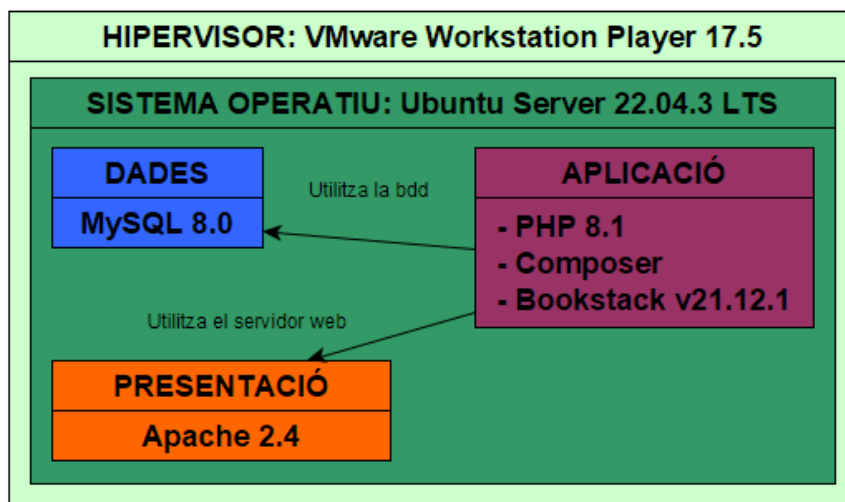 HIPERVISOR: VMware Workstation Player 17.5
SISTEMA OPERATIU: Ubuntu Server 22.04.3 LTS
DADES
MySQL 8.0
Utilitza la bdd
APLICACIÓ
- PHP 8.1
- Composer
- Bookstack v21.12.1
Utilitza el servidor web
PRESENTACIÓ
Apache 2.4